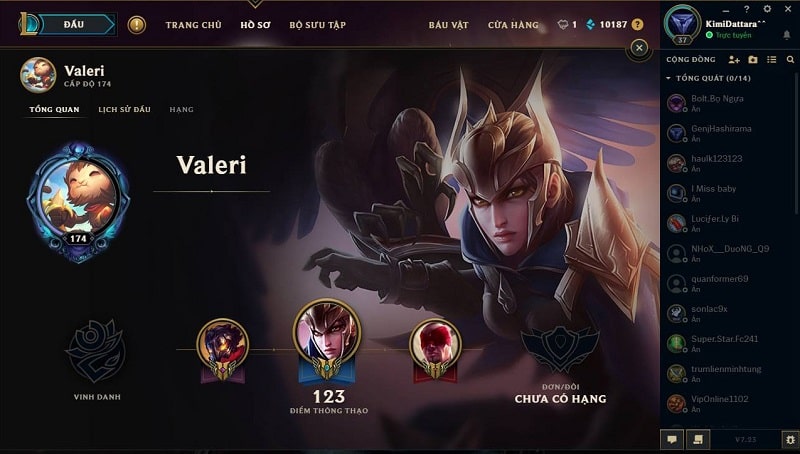 ĐẤU
TRANG CHỦ
HỒ SƠ
BỘ SƯU TẬP
BÁU VẬT
CỬA HÀNG
1
10187
?
KimiDattara^^
Trực tuyến
37
Valeri
CẤP ĐỘ 174
TỔNG QUAN
LỊCH SỬ ĐẤU
HẠNG
Valeri
174
VINH DANH
123
ĐIỂM THÔNG THẠO
ĐƠN/ĐÔI
CHƯA CÓ HẠNG
CỘNG ĐỒNG
TỔNG QUÁT (0/14)
Bolt.Bọ Ngựa
Ẩn
GenjHashirama
Ẩn
haulk123123
Ẩn
I Miss baby
Ẩn
Luciƒer.Ly Bi
Ẩn
NHoX__DuoNG_Q9
Ẩn
quanformer69
Ẩn
sonlac9x
Ẩn
Super.Star.Fc241
Ẩn
trumlienminhtung
Ẩn
VipOnline1102
Ẩn
V7.23